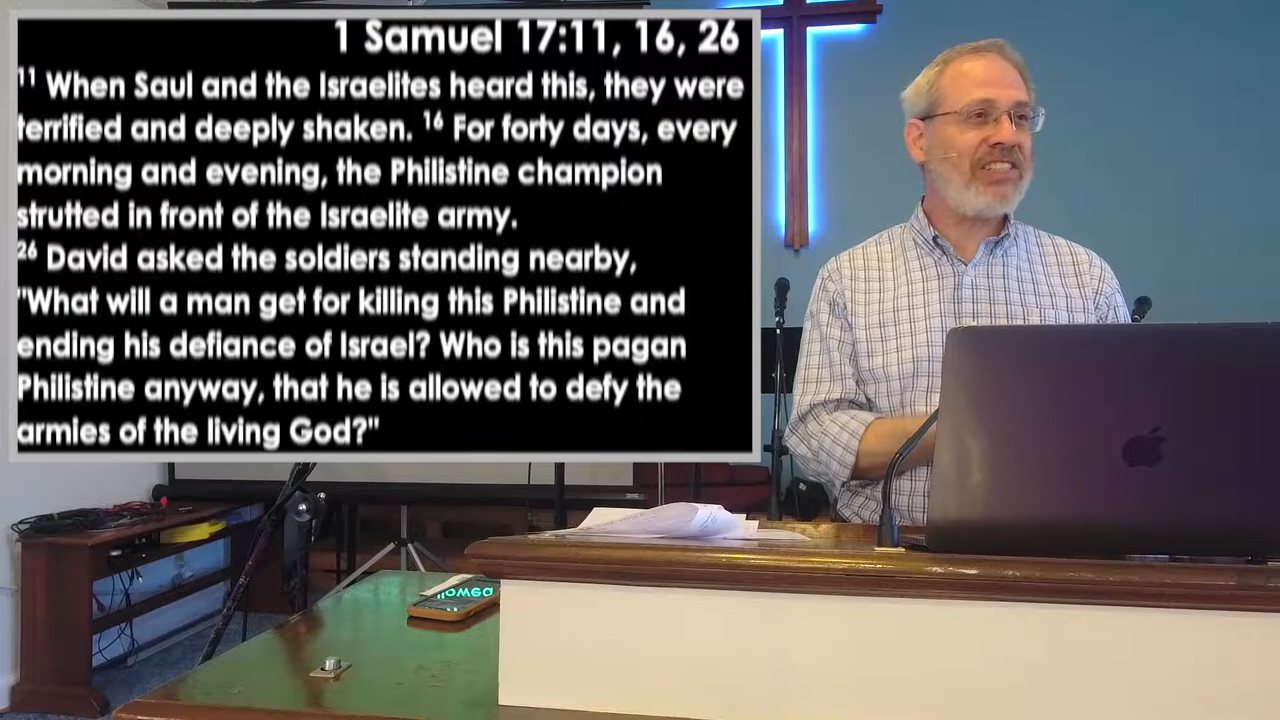 1 Samuel 17:11, 16, 26
11 When Saul and the Israelites heard this, they were
terrified and deeply shaken. 16 For forty days, every
morning and evening, the Philistine champion
strutted in front of the Israelite army.
26 David asked the soldiers standing nearby,
"What will a man get for killing this Philistine and
ending his defiance of Israel? Who is this pagan
Philistine anyway, that he is allowed to defy the
armies of the living God?"